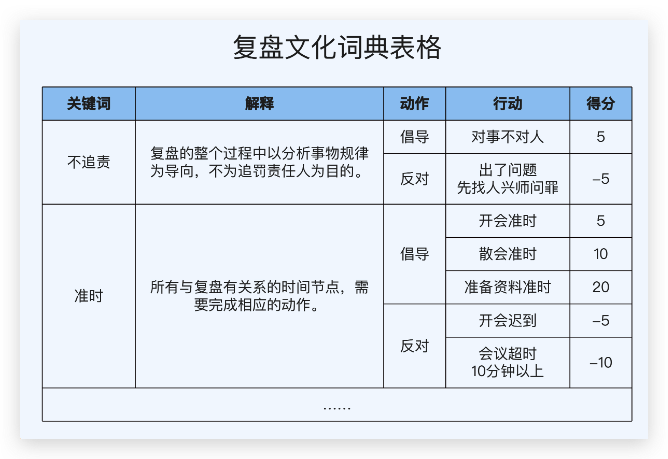 复盘文化词典表格
关键词 解释 动作 行动 得分
不追责
复盘的整个过程中以分析事物规律
为导向，不为追罚责任人为目的。
倡导 对事不对人 5
反对
出了问题
先找人兴师问罪
–5
准时
所有与复盘有关系的时间节点，需
要完成相应的动作。
倡导
开会准时 5
散会准时 10
准备资料准时 20
反对
开会迟到 –5
会议超时
10分钟以上
–10
……